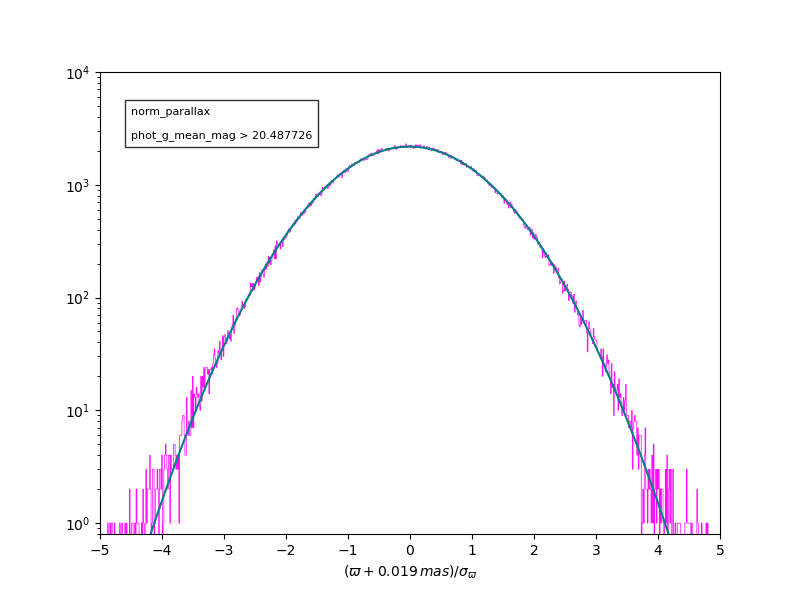 10⁴
norm_parallax
phot_g_mean_mag > 20.487726
10³
10²
10¹
10⁰
−5 −4 −3 −2 −1 0 1 2 3 4 5
(ϖ + 0.019 mas)/σ_ϖ